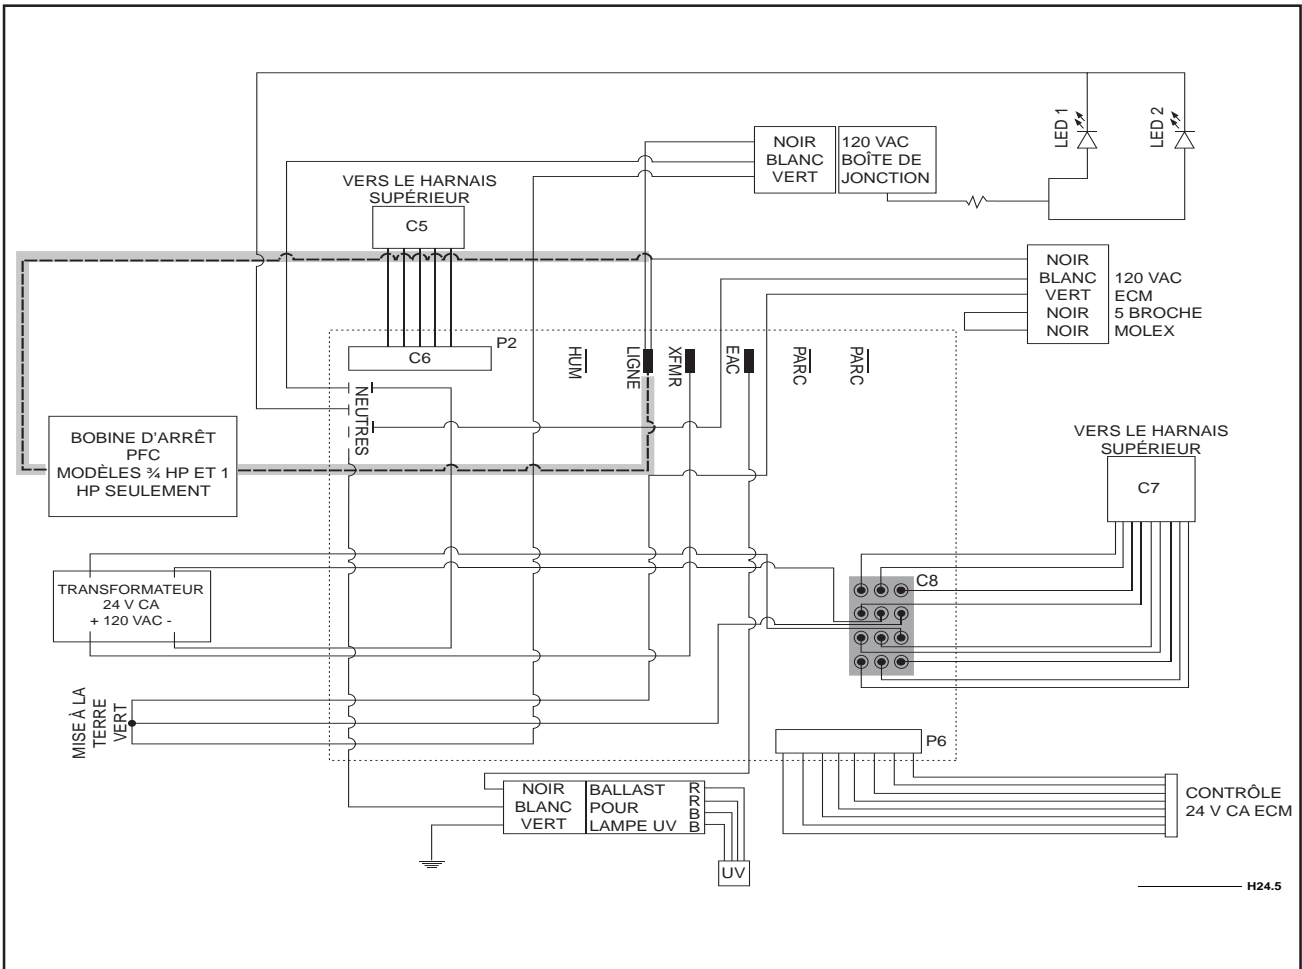 LED 1
LED 2
NOIR
BLANC
VERT
120 VAC
BOÎTE DE
JONCTION
VERS LE HARNAIS
SUPÉRIEUR
C5
NOIR
BLANC
VERT
NOIR
NOIR
120 VAC
ECM
5 BROCHE
MOLEX
P2
C6
HUM
LIGNE
XFMR
EAC
PARC
PARC
NEUTRES
BOBINE D'ARRÊT
PFC
MODÈLES ¾ HP ET 1
HP SEULEMENT
VERS LE HARNAIS
SUPÉRIEUR
C7
C8
TRANSFORMATEUR
24 V CA
+ 120 VAC -
MISE À LA
TERRE
VERT
P6
NOIR
BLANC
VERT
BALLAST
POUR
LAMPE UV
R
R
B
B
UV
CONTRÔLE
24 V CA ECM
H24.5